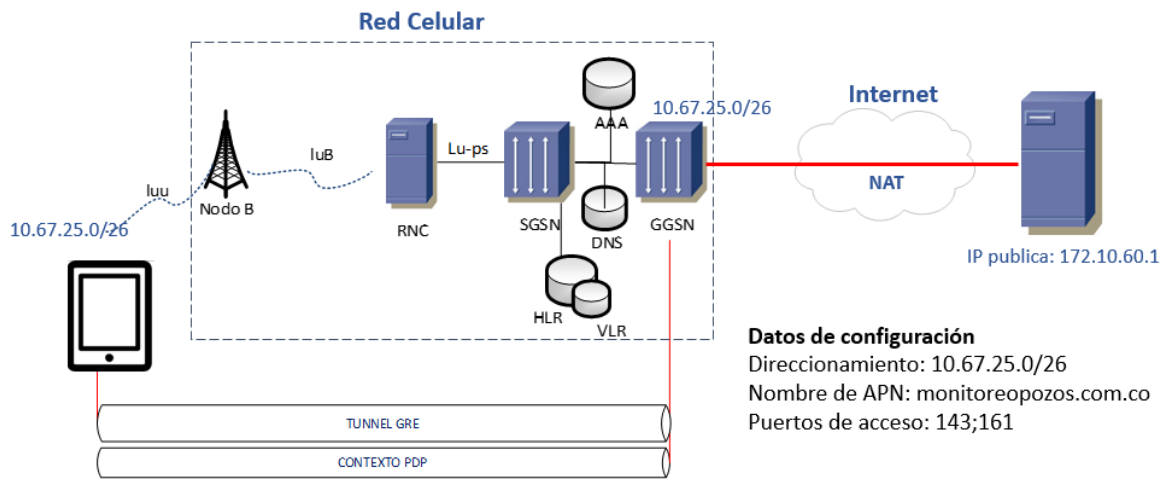 Red Celular
10.67.25.0/26
AAA
Internet
IuB
Lu-ps
Iuu
NAT
Nodo B
RNC
SGSN
DNS
GGSN
10.67.25.0/26
IP publica: 172.10.60.1
HLR
VLR
Datos de configuración
Direccionamiento: 10.67.25.0/26
Nombre de APN: monitoreopozos.com.co
Puertos de acceso: 143;161
TUNNEL GRE
CONTEXTO PDP